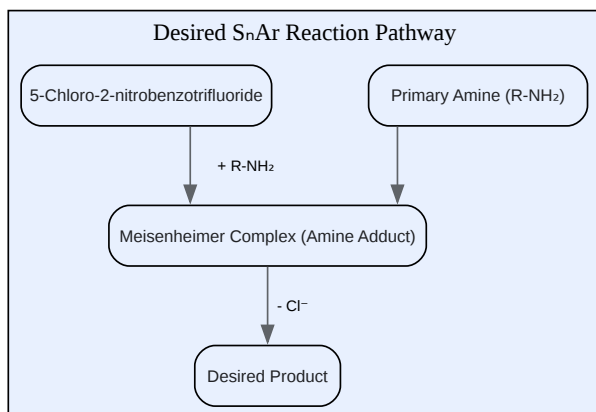 Desired SₙAr Reaction Pathway
5-Chloro-2-nitrobenzotrifluoride
Primary Amine (R-NH₂)
+ R-NH₂
Meisenheimer Complex (Amine Adduct)
- Cl⁻
Desired Product